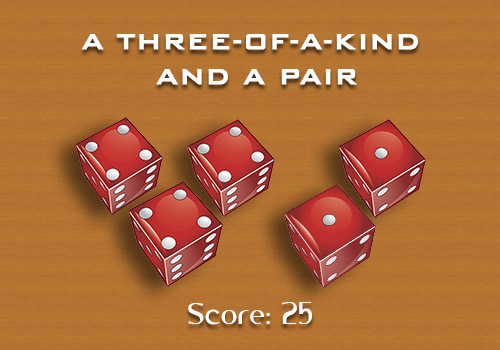 A THREE-OF-A-KIND
AND A PAIR
Score: 25